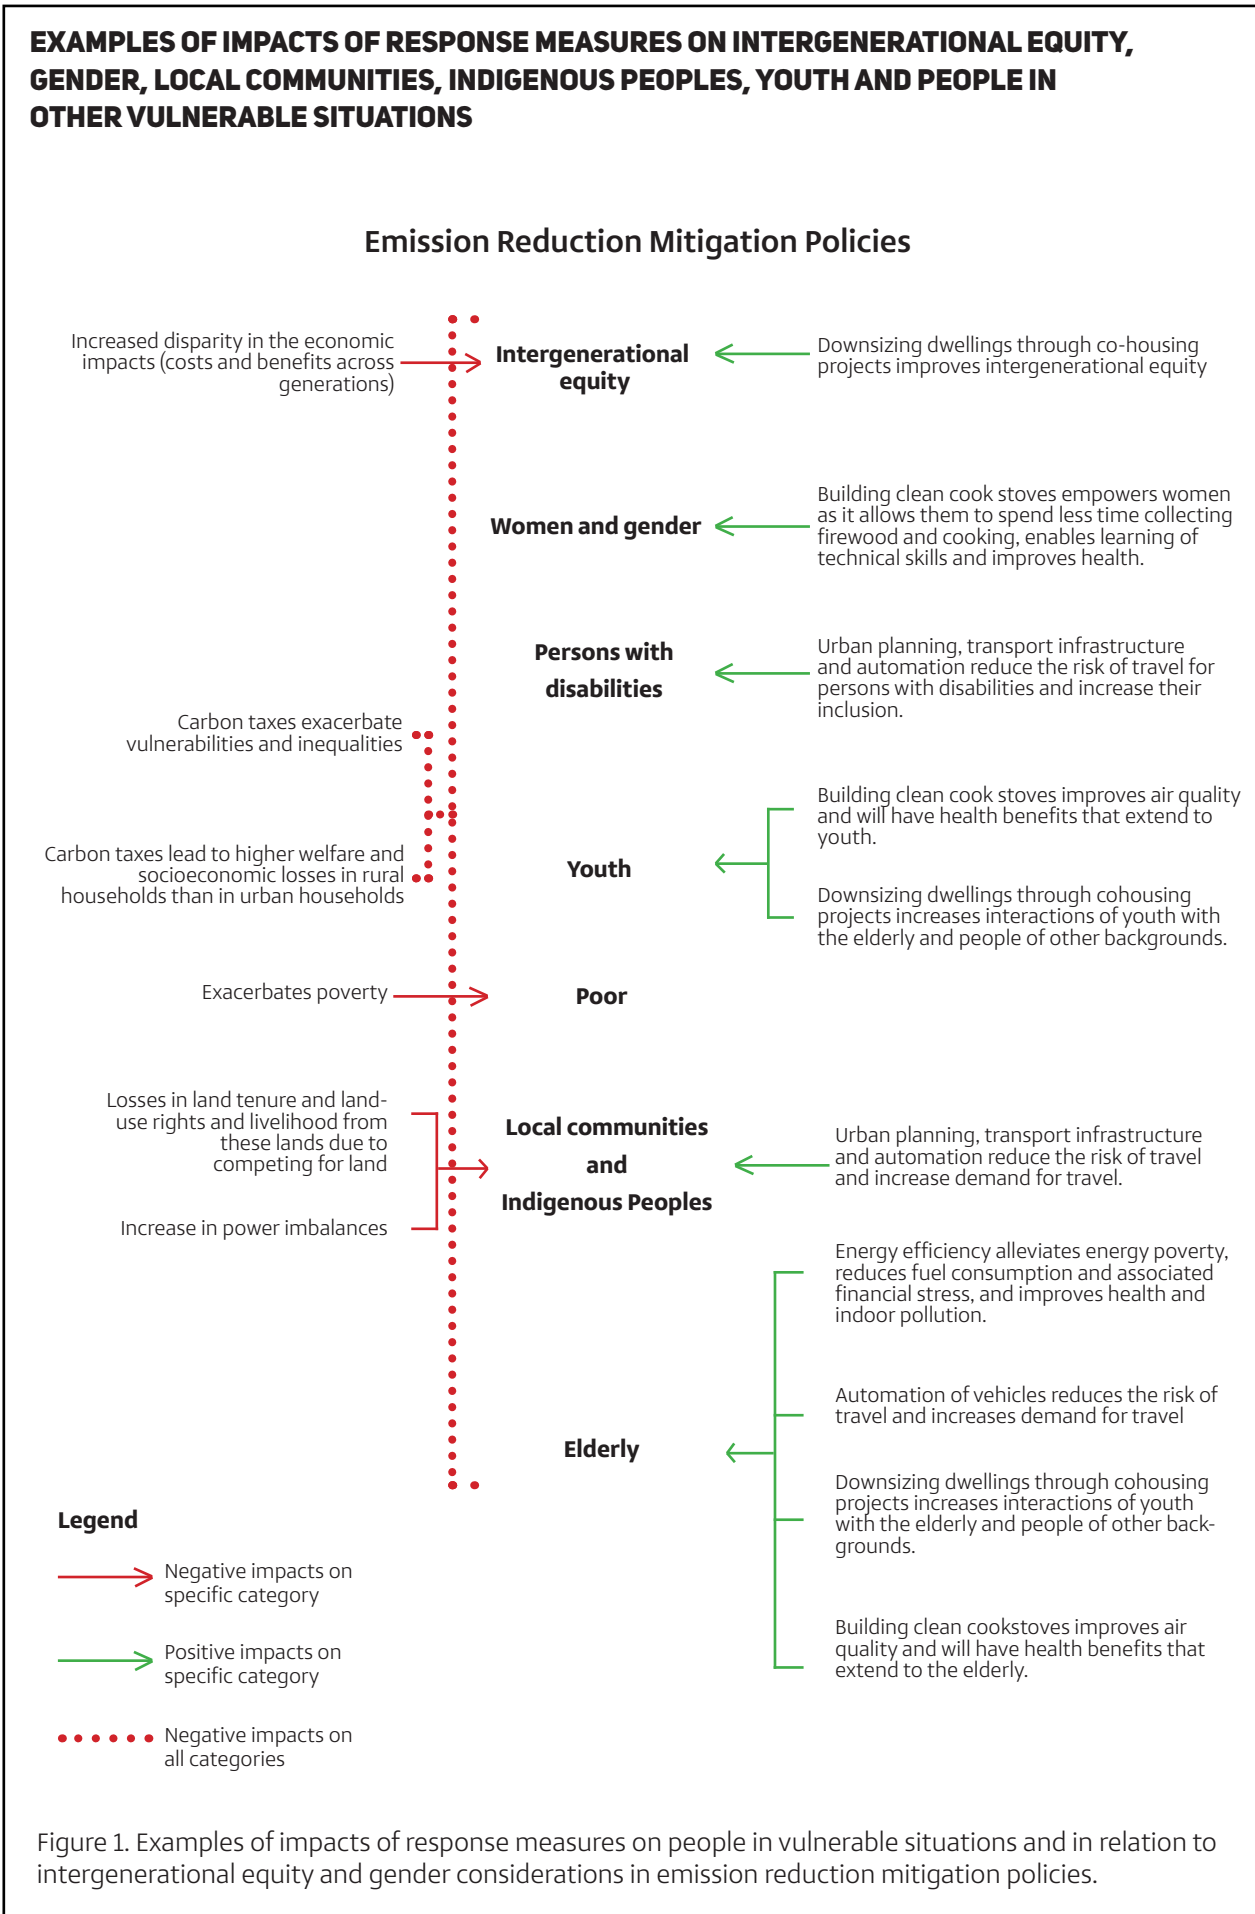 EXAMPLES OF IMPACTS OF RESPONSE MEASURES ON INTERGENERATIONAL EQUITY,
GENDER, LOCAL COMMUNITIES, INDIGENOUS PEOPLES, YOUTH AND PEOPLE IN
OTHER VULNERABLE SITUATIONS
Emission Reduction Mitigation Policies
Increased disparity in the economic
impacts (costs and benefits across
generations)
Intergenerational
equity
Downsizing dwellings through co-housing
projects improves intergenerational equity
Women and gender
Building clean cook stoves empowers women
as it allows them to spend less time collecting
firewood and cooking, enables learning of
technical skills and improves health.
Persons with
disabilities
Urban planning, transport infrastructure
and automation reduce the risk of travel for
persons with disabilities and increase their
inclusion.
Carbon taxes exacerbate
vulnerabilities and inequalities
Carbon taxes lead to higher welfare and
socioeconomic losses in rural
households than in urban households
Youth
Building clean cook stoves improves air quality
and will have health benefits that extend to
youth.
Downsizing dwellings through cohousing
projects increases interactions of youth with
the elderly and people of other backgrounds.
Exacerbates poverty
Poor
Losses in land tenure and land-
use rights and livelihood from
these lands due to
competing for land
Increase in power imbalances
Local communities
and
Indigenous Peoples
Urban planning, transport infrastructure
and automation reduce the risk of travel
and increase demand for travel.
Elderly
Energy efficiency alleviates energy poverty,
reduces fuel consumption and associated
financial stress, and improves health and
indoor pollution.
Automation of vehicles reduces the risk of
travel and increases demand for travel
Downsizing dwellings through cohousing
projects increases interactions of youth
with the elderly and people of other back-
grounds.
Building clean cookstoves improves air
quality and will have health benefits that
extend to the elderly.
Legend
Negative impacts on
specific category
Positive impacts on
specific category
Negative impacts on
all categories
Figure 1. Examples of impacts of response measures on people in vulnerable situations and in relation to
intergenerational equity and gender considerations in emission reduction mitigation policies.